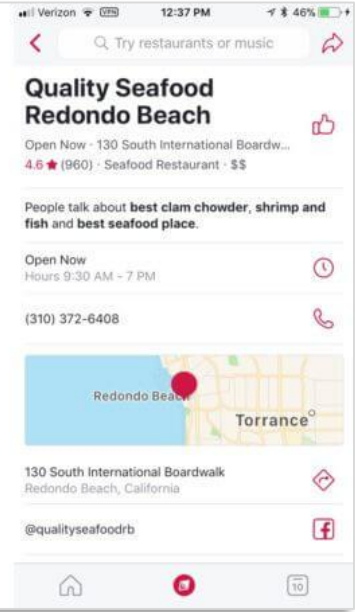 Verizon VPN 12:37 PM 46%
Try restaurants or music
Quality Seafood
Redondo Beach
Open Now · 130 South International Boardw...
4.6 ★ (960) · Seafood Restaurant · $$
People talk about best clam chowder, shrimp and
fish and best seafood place.
Open Now
Hours 9:30 AM - 7 PM
(310) 372-6408
Redondo Beach
Torrance
130 South International Boardwalk
Redondo Beach, California
@qualityseafoodrb
10